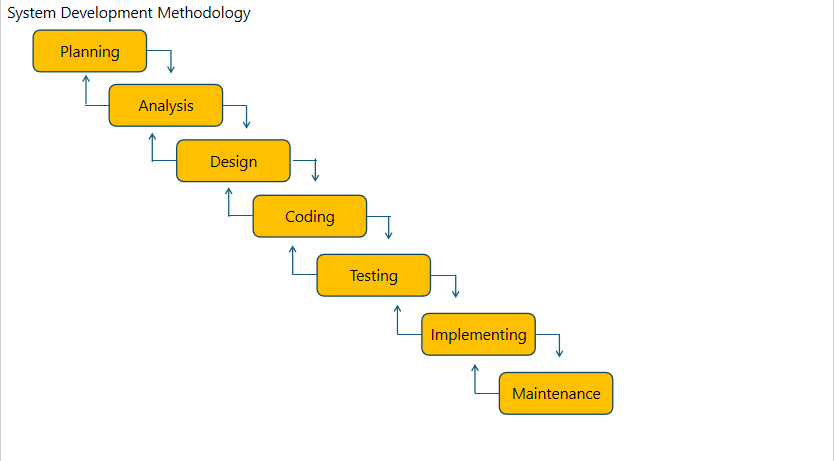 System Development Methodology
Planning
Analysis
Design
Coding
Testing
Implementing
Maintenance